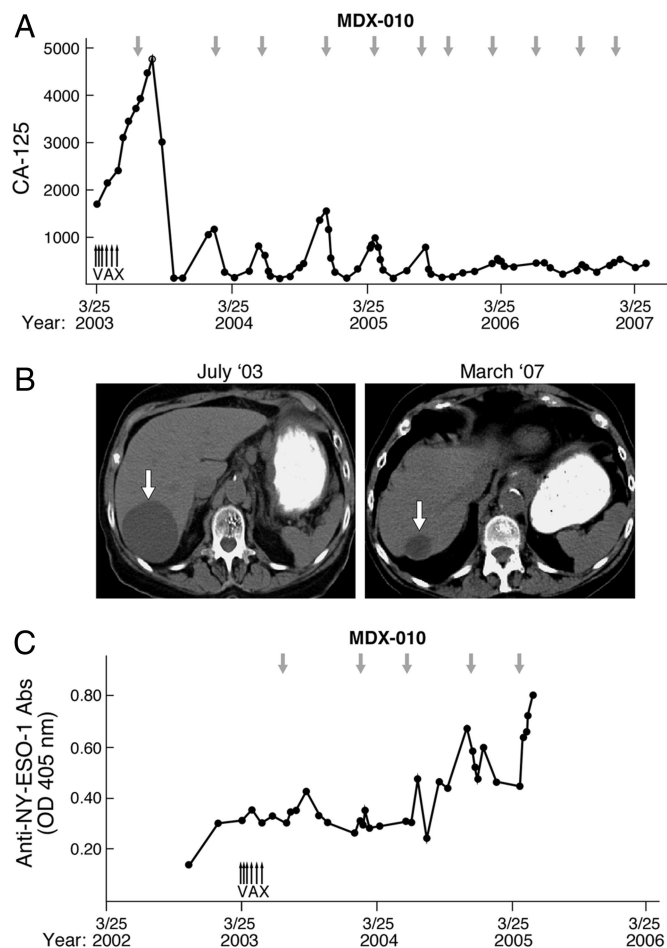 A
MDX-010
5000
4000
3000
2000
1000
CA-125
VAX
3/25 3/25 3/25 3/25 3/25
Year: 2003 2004 2005 2006 2007
B
July ‘03 March ‘07
C
MDX-010
0.80
0.60
0.40
0.20
Anti-NY-ESO-1 Abs
(OD 405 nm)
VAX
3/25 3/25 3/25 3/25 3/25
Year: 2002 2003 2004 2005 2006